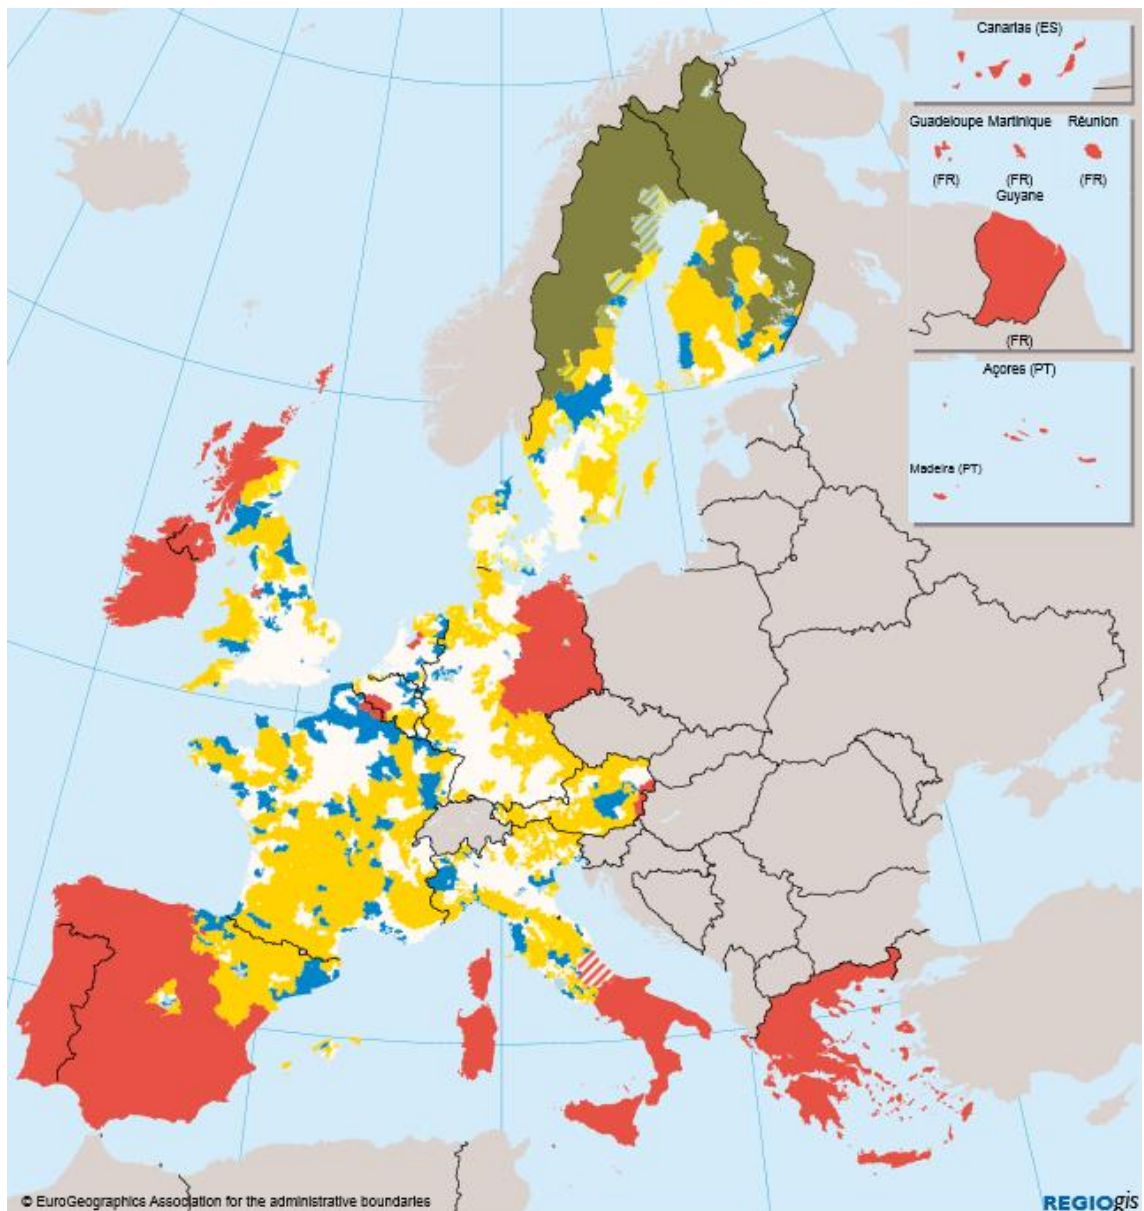 Canarias (ES)
Guadeloupe Martinique Réunion
(FR) (FR) (FR)
Guyane
(FR)
Açores (PT)
Madeira (PT)
© EuroGeographics Association for the administrative boundaries
REGIOgis